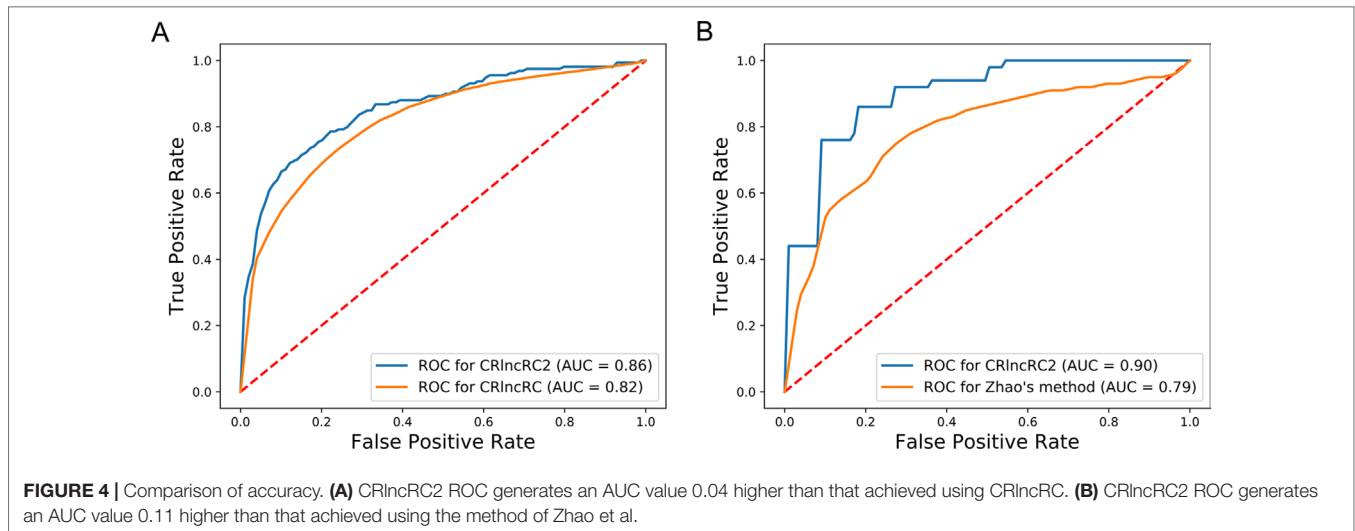 A
True Positive Rate
1.0
0.8
0.6
0.4
0.2
0.0
ROC for CRlncRC2 (AUC = 0.86)
ROC for CRlncRC (AUC = 0.82)
0.0 0.2 0.4 0.6 0.8 1.0
False Positive Rate
B
True Positive Rate
1.0
0.8
0.6
0.4
0.2
0.0
ROC for CRlncRC2 (AUC = 0.90)
ROC for Zhao's method (AUC = 0.79)
0.0 0.2 0.4 0.6 0.8 1.0
False Positive Rate
FIGURE 4 | Comparison of accuracy. (A) CRlncRC2 ROC generates an AUC value 0.04 higher than that achieved using CRlncRC. (B) CRlncRC2 ROC generates
an AUC value 0.11 higher than that achieved using the method of Zhao et al.